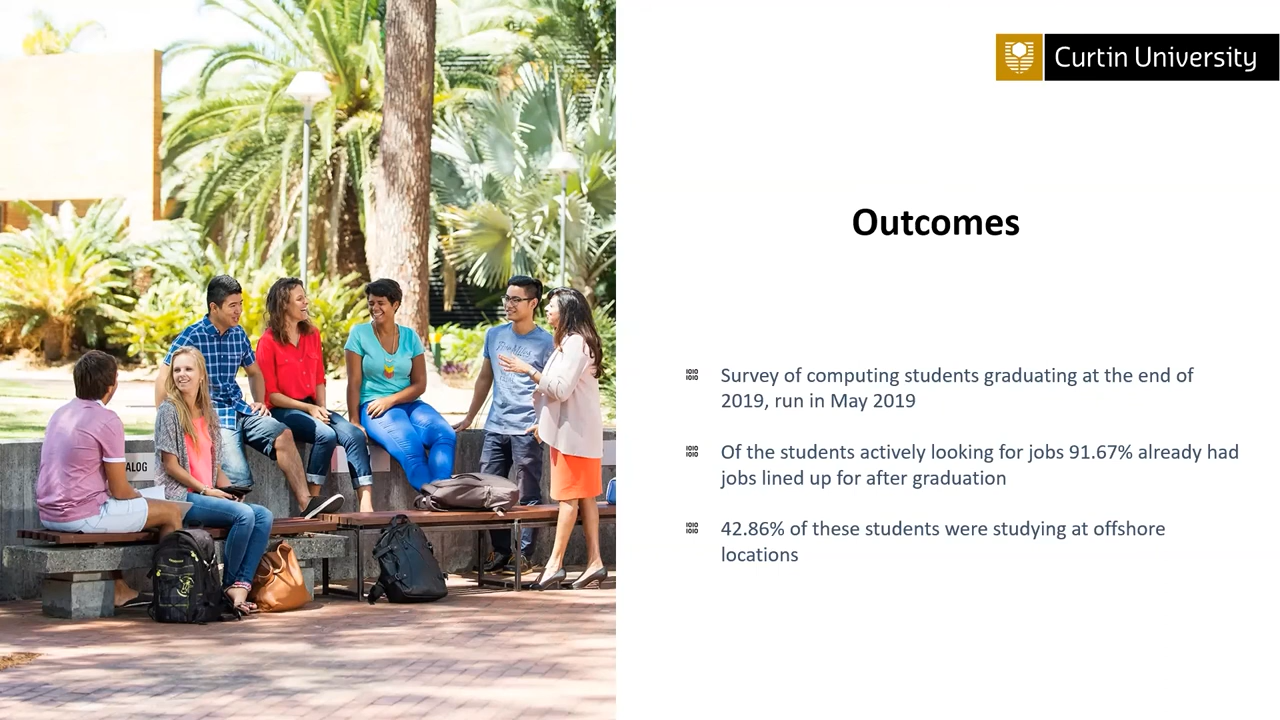 Curtin University
Outcomes
Survey of computing students graduating at the end of
2019, run in May 2019
Of the students actively looking for jobs 91.67% already had
jobs lined up for after graduation
42.86% of these students were studying at offshore
locations
ALOG